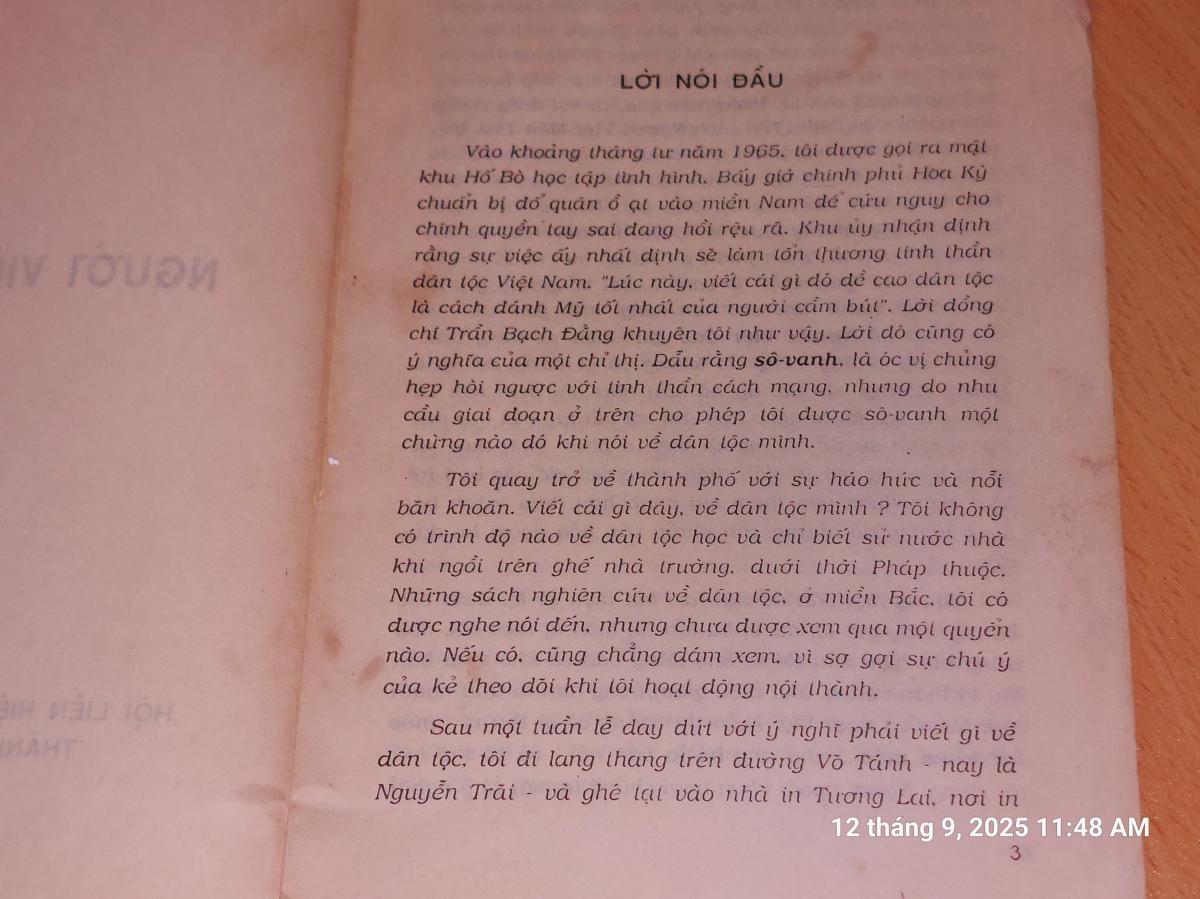 LỜI NÓI ĐẦU
Vào khoảng tháng tư năm 1965, tôi được gọi ra mật
khu Hố Bò học tập tình hình. Bấy giờ chính phủ Hoa Kỳ
chuẩn bị đổ quân ồ ạt vào miền Nam để cứu nguy cho
chính quyền tay sai đang hồi rệu rã. Khu ủy nhận định
rằng sự việc ấy nhất định sẽ làm tổn thương tinh thần
dân tộc Việt Nam. "Lúc này, viết cái gì đó đề cao dân tộc
là cách đánh Mỹ tốt nhất của người cầm bút". Lời đồng
chí Trần Bạch Đằng khuyên tôi như vậy. Lời đó cũng có
ý nghĩa của một chỉ thị. Dẫu rằng sô-vanh, là óc vị chủng
hẹp hòi ngược với tinh thần cách mạng, nhưng do nhu
cầu giai đoạn ở trên cho phép tôi được sô-vanh một
chừng nào đó khi nói về dân tộc mình.
Tôi quay trở về thành phố với sự háo hức và nỗi
băn khoăn. Viết cái gì đây, về dân tộc mình ? Tôi không
có trình độ nào về dân tộc học và chỉ biết sử nước nhà
khi ngồi trên ghế nhà trường, dưới thời Pháp thuộc.
Những sách nghiên cứu về dân tộc, ở miền Bắc, tôi có
được nghe nói đến, nhưng chưa được xem qua một quyển
nào. Nếu có, cũng chẳng dám xem, vì sợ gợi sự chú ý
của kẻ theo dõi khi tôi hoạt động nội thành.
Sau một tuần lễ day dứt với ý nghĩ phải viết gì về
dân tộc, tôi đi lang thang trên đường Võ Tánh - nay là
Nguyễn Trãi - và ghé tạt vào nhà in Tương Lai, nơi in
3
12 tháng 9, 2025 11:48 AM
NGƯỜI VIỆ
HỘI LIÊN HIỆ
THÀN